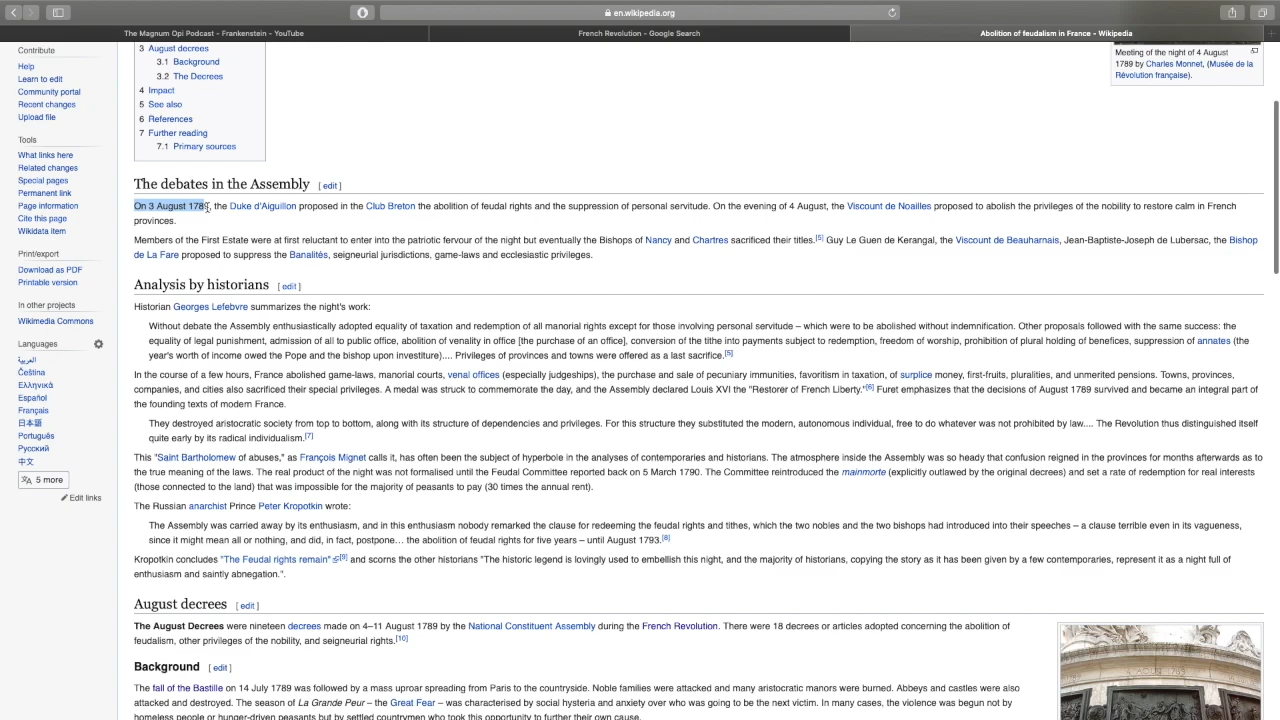 en.wikipedia.org
The Magnum Opi Podcast - Frankenstein - YouTube
French Revolution - Google Search
Abolition of feudalism in France - Wikipedia
Contribute
Help
Learn to edit
Community portal
Recent changes
Upload file
Tools
What links here
Related changes
Special pages
Permanent link
Page information
Cite this page
Wikidata item
Print/export
Download as PDF
Printable version
In other projects
Wikimedia Commons
Languages
العربية
Čeština
Ελληνικά
Español
Français
日本語
Português
Русский
中文
5 more
Edit links
3 August decrees
3.1 Background
3.2 The Decrees
4 Impact
5 See also
6 References
7 Further reading
7.1 Primary sources
Meeting of the night of 4 August
1789 by Charles Monnet, (Musée de la
Révolution française).
The debates in the Assembly [ edit ]
On 3 August 1789, the Duke d'Aiguillon proposed in the Club Breton the abolition of feudal rights and the suppression of personal servitude. On the evening of 4 August, the Viscount de Noailles proposed to abolish the privileges of the nobility to restore calm in French
provinces.
Members of the First Estate were at first reluctant to enter into the patriotic fervour of the night but eventually the Bishops of Nancy and Chartres sacrificed their titles.[5] Guy Le Guen de Kerangal, the Viscount de Beauharnais, Jean-Baptiste-Joseph de Lubersac, the Bishop
de La Fare proposed to suppress the Banalités, seigneurial jurisdictions, game-laws and ecclesiastic privileges.
Analysis by historians [ edit ]
Historian Georges Lefebvre summarizes the night's work:
Without debate the Assembly enthusiastically adopted equality of taxation and redemption of all manorial rights except for those involving personal servitude – which were to be abolished without indemnification. Other proposals followed with the same success: the
equality of legal punishment, admission of all to public office, abolition of venality in office [the purchase of an office], conversion of the tithe into payments subject to redemption, freedom of worship, prohibition of plural holding of benefices, suppression of annates (the
year's worth of income owed the Pope and the bishop upon investiture).... Privileges of provinces and towns were offered as a last sacrifice.[5]
In the course of a few hours, France abolished game-laws, manorial courts, venal offices (especially judgeships), the purchase and sale of pecuniary immunities, favoritism in taxation, of surplice money, first-fruits, pluralities, and unmerited pensions. Towns, provinces,
companies, and cities also sacrificed their special privileges. A medal was struck to commemorate the day, and the Assembly declared Louis XVI the "Restorer of French Liberty."[6] Furet emphasizes that the decisions of August 1789 survived and became an integral part of
the founding texts of modern France.
They destroyed aristocratic society from top to bottom, along with its structure of dependencies and privileges. For this structure they substituted the modern, autonomous individual, free to do whatever was not prohibited by law.... The Revolution thus distinguished itself
quite early by its radical individualism.[7]
This "Saint Bartholomew of abuses," as François Mignet calls it, has often been the subject of hyperbole in the analyses of contemporaries and historians. The atmosphere inside the Assembly was so heady that confusion reigned in the provinces for months afterwards as to
the true meaning of the laws. The real product of the night was not formalised until the Feudal Committee reported back on 5 March 1790. The Committee reintroduced the mainmorte (explicitly outlawed by the original decrees) and set a rate of redemption for real interests
(those connected to the land) that was impossible for the majority of peasants to pay (30 times the annual rent).
The Russian anarchist Prince Peter Kropotkin wrote:
The Assembly was carried away by its enthusiasm, and in this enthusiasm nobody remarked the clause for redeeming the feudal rights and tithes, which the two nobles and the two bishops had introduced into their speeches – a clause terrible even in its vagueness,
since it might mean all or nothing, and did, in fact, postpone... the abolition of feudal rights for five years – until August 1793.[8]
Kropotkin concludes "The Feudal rights remain"[9] and scorns the other historians "The historic legend is lovingly used to embellish this night, and the majority of historians, copying the story as it has been given by a few contemporaries, represent it as a night full of
enthusiasm and saintly abnegation.".
August decrees [ edit ]
The August Decrees were nineteen decrees made on 4–11 August 1789 by the National Constituent Assembly during the French Revolution. There were 18 decrees or articles adopted concerning the abolition of
feudalism, other privileges of the nobility, and seigneurial rights.[10]
Background [ edit ]
The fall of the Bastille on 14 July 1789 was followed by a mass uproar spreading from Paris to the countryside. Noble families were attacked and many aristocratic manors were burned. Abbeys and castles were also
attacked and destroyed. The season of La Grande Peur – the Great Fear – was characterised by social hysteria and anxiety over who was going to be the next victim. In many cases, the violence was begun not by
homeless people or hunger-driven peasants but by settled countrymen who took this opportunity to further their own cause.